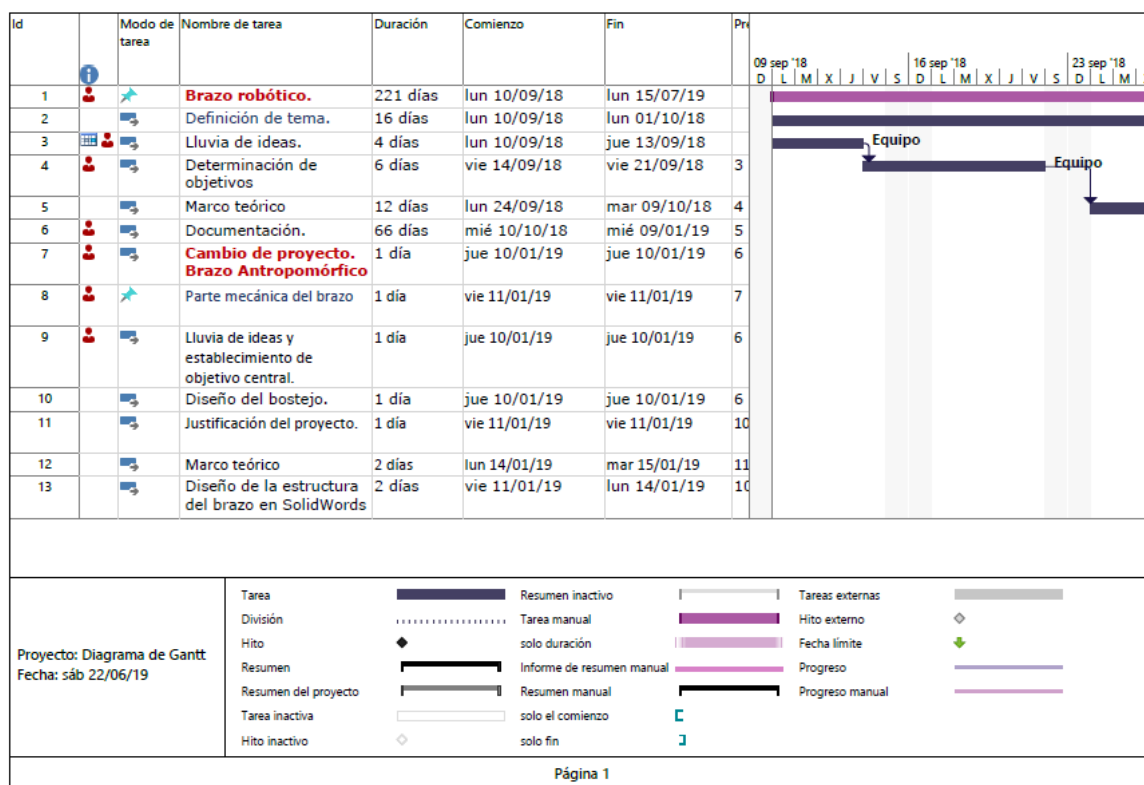 Id Modo de Nombre de tarea Duración Comienzo Fin Pre
tarea
09 sep '18 16 sep '18 23 sep '18
D L M X J V S D L M X J V S D L M
1 Brazo robótico. 221 días lun 10/09/18 lun 15/07/19
2 Definición de tema. 16 días lun 10/09/18 lun 01/10/18
3 Lluvia de ideas. 4 días lun 10/09/18 jue 13/09/18 Equipo
4 Determinación de 6 días vie 14/09/18 vie 21/09/18 3 Equipo
objetivos
5 Marco teórico 12 días lun 24/09/18 mar 09/10/18 4
6 Documentación. 66 días mié 10/10/18 mié 09/01/19 5
7 Cambio de proyecto. 1 día jue 10/01/19 jue 10/01/19 6
Brazo Antropomórfico
8 Parte mecánica del brazo 1 día vie 11/01/19 vie 11/01/19 7
9 Lluvia de ideas y 1 día jue 10/01/19 jue 10/01/19 6
establecimiento de
objetivo central.
10 Diseño del bostejo. 1 día jue 10/01/19 jue 10/01/19 6
11 Justificación del proyecto. 1 día vie 11/01/19 vie 11/01/19 10
12 Marco teórico 2 días lun 14/01/19 mar 15/01/19 11
13 Diseño de la estructura 2 días vie 11/01/19 lun 14/01/19 10
del brazo en SolidWords
Proyecto: Diagrama de Gantt
Fecha: sáb 22/06/19
Tarea Resumen inactivo Tareas externas
División Tarea manual Hito externo
Hito solo duración Fecha límite
Resumen Informe de resumen manual Progreso
Resumen del proyecto Resumen manual Progreso manual
Tarea inactiva solo el comienzo
Hito inactivo solo fin
Página 1